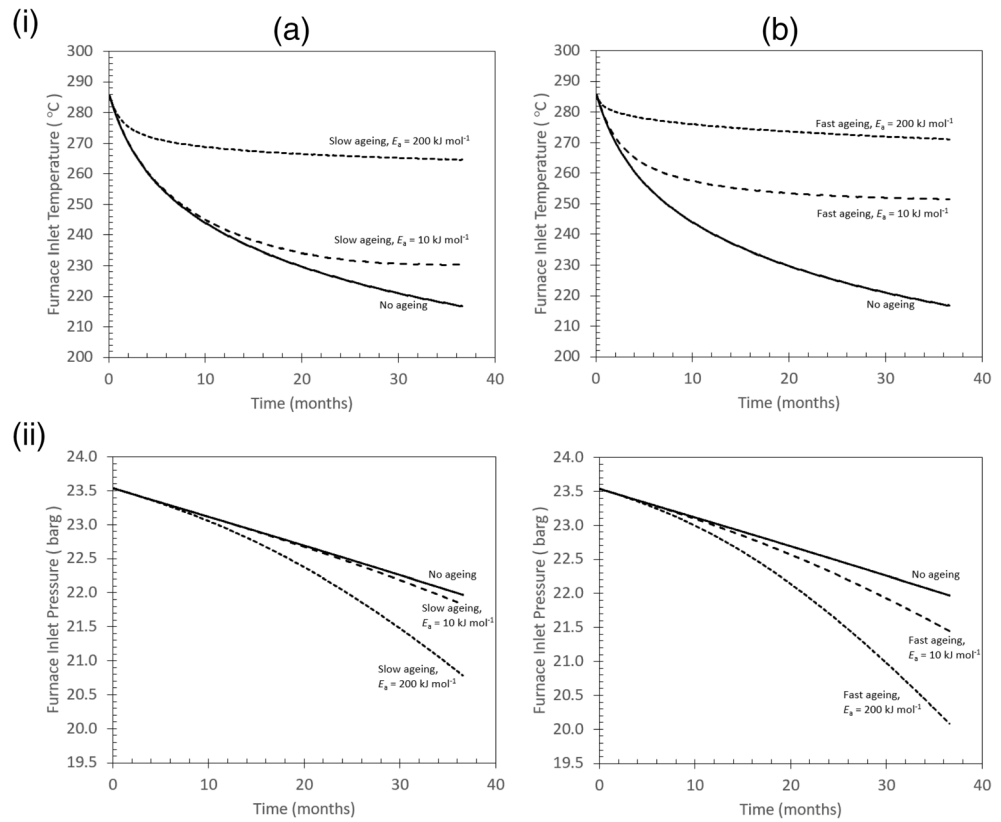 (i)
(a)
(b)
300
290
280
270
260
250
240
230
220
210
200
Furnace Inlet Temperature ( °C )
Slow ageing, Ea = 200 kJ mol-1
Slow ageing, Ea = 10 kJ mol-1
No ageing
0
10
20
30
40
Time (months)
300
290
280
270
260
250
240
230
220
210
200
Furnace Inlet Temperature ( °C )
Fast ageing, Ea = 200 kJ mol-1
Fast ageing, Ea = 10 kJ mol-1
No ageing
0
10
20
30
40
Time (months)
(ii)
24.0
23.5
23.0
22.5
22.0
21.5
21.0
20.5
20.0
19.5
Furnace Inlet Pressure ( barg )
No ageing
Slow ageing,
Ea = 10 kJ mol-1
Slow ageing,
Ea = 200 kJ mol-1
0
10
20
30
40
Time (months)
24.0
23.5
23.0
22.5
22.0
21.5
21.0
20.5
20.0
19.5
Furnace Inlet Pressure ( barg )
No ageing
Fast ageing,
Ea = 10 kJ mol-1
Fast ageing,
Ea = 200 kJ mol-1
0
10
20
30
40
Time (months)